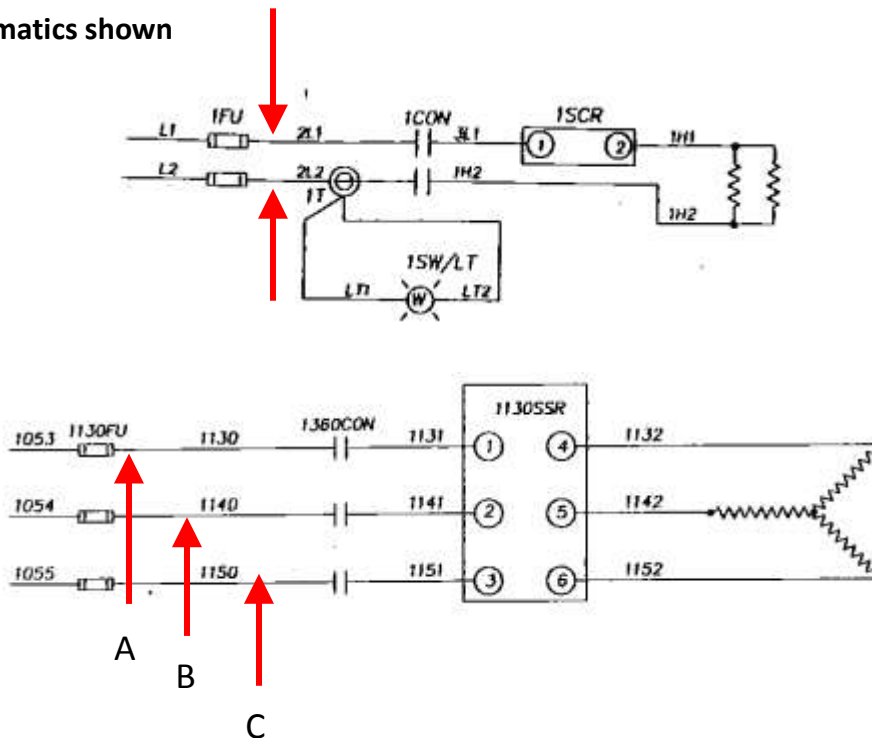 matics shown
1FU
1CON
1SCR
L1
2L1
1
2
1H1
L2
2L2
1H2
1T
1H2
1SW/LT
LT1
W
LT2
1130SSR
1130FU
1360CON
1053
1130
1131
1
4
1132
1054
1140
1141
2
5
1142
1055
1150
1151
3
6
1152
A
B
C